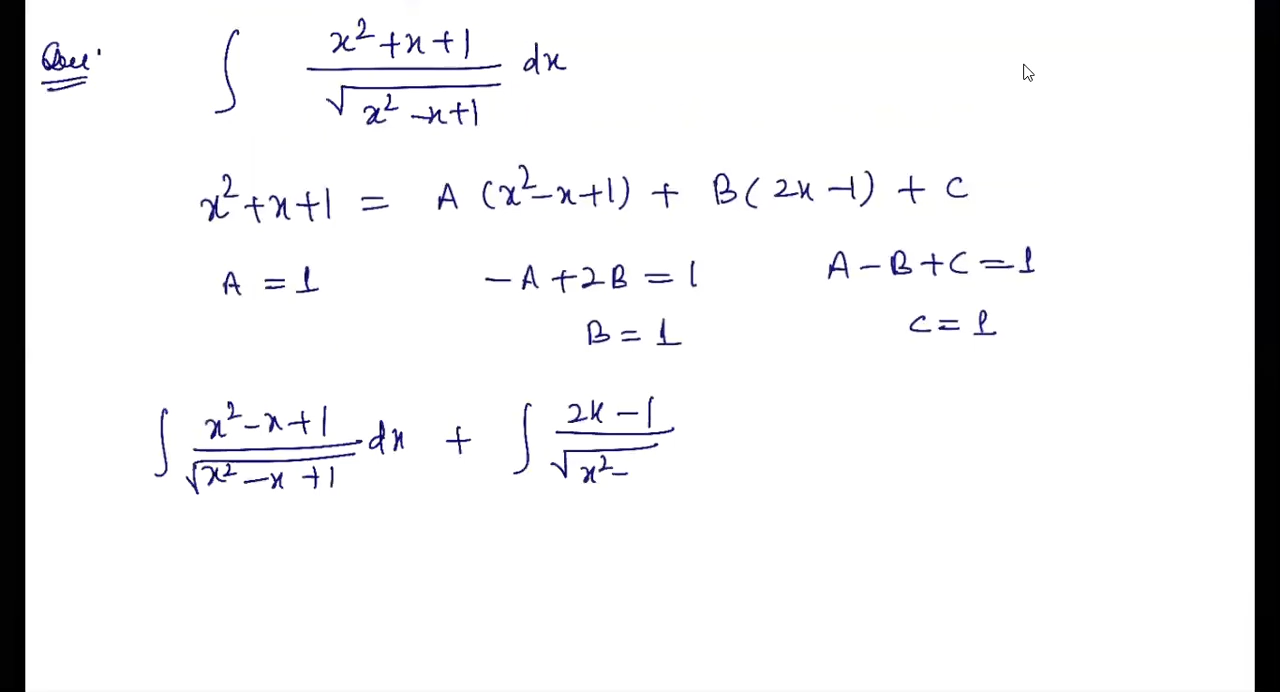 Que:
∫ (x²+x+1)/√(x²-x+1) dx
x²+x+1 = A (x²-x+1) + B(2x-1) + C
A = 1    -A+2B = 1    A-B+C=1
B = 1    C = 1
∫ (x²-x+1)/√(x²-x+1) dx + ∫ (2x-1)/√(x²-